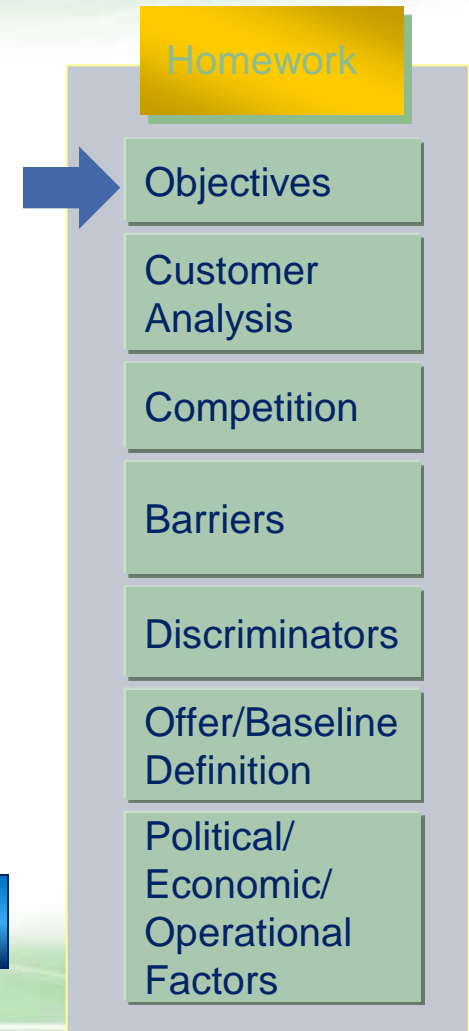 Homework
Objectives
Customer
Analysis
Competition
Barriers
Discriminators
Offer/Baseline
Definition
Political/
Economic/
Operational
Factors